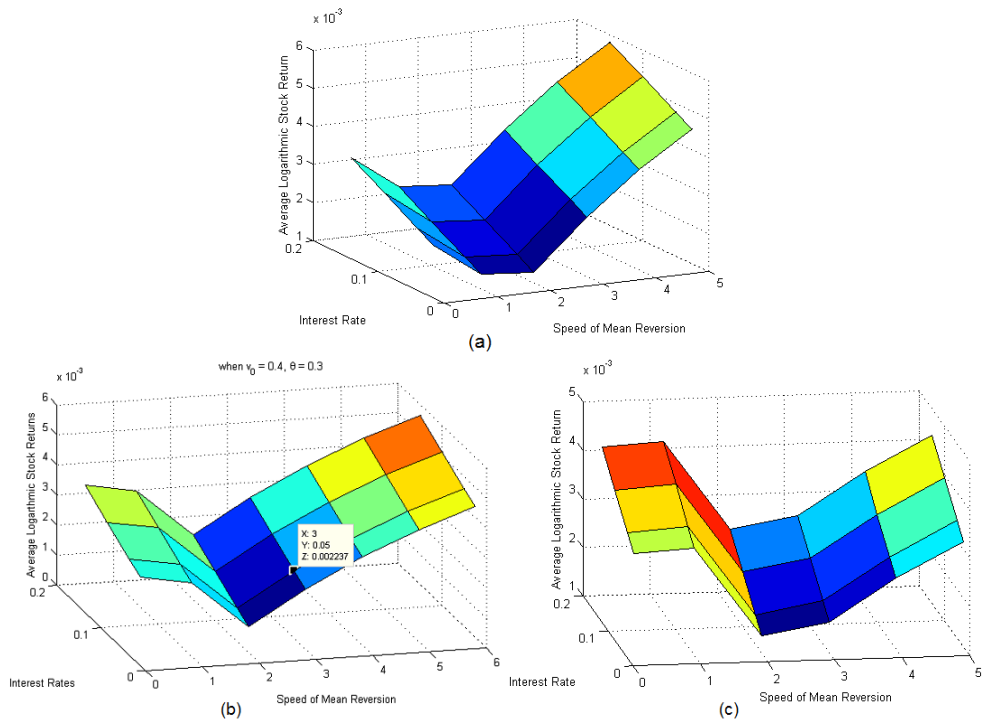 x 10⁻³
6
5
4
3
2
1
Average Logarithmic Stock Return
0.2
0.1
0
Interest Rate
0
1
2
3
4
5
Speed of Mean Reversion
(a)
when v₀ = 0.4, θ = 0.3
x 10⁻³
6
5
4
3
2
1
0
Average Logarithmic Stock Returns
0.2
0.1
0
Interest Rates
X: 3
Y: 0.05
Z: 0.002237
0
1
2
3
4
5
6
Speed of Mean Reversion
(b)
x 10⁻³
5
4
3
2
1
Average Logarithmic Stock Return
0.2
0.1
0
Interest Rate
0
1
2
3
4
5
Speed of Mean Reversion
(c)